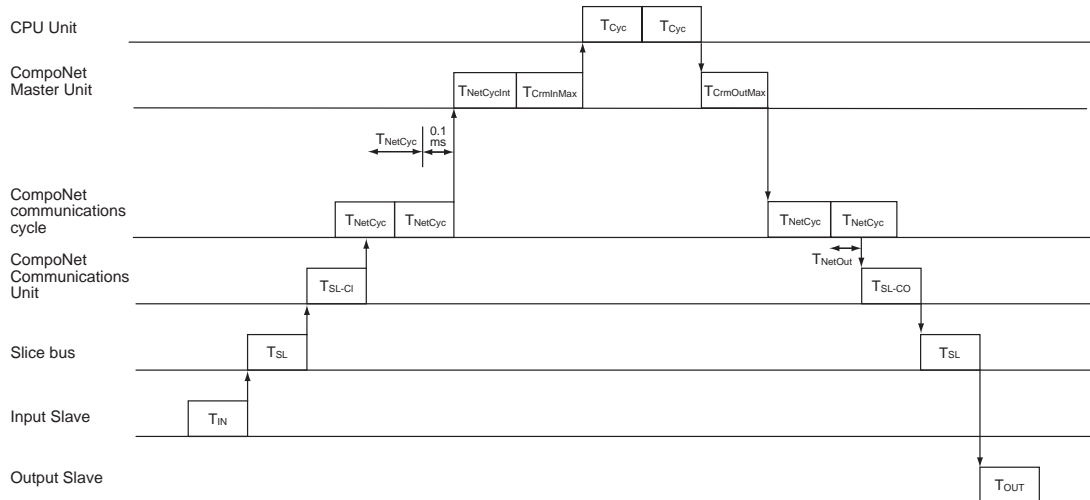 CPU Unit
TCyc TCyc
CompoNet
Master Unit
TNetCycInt TCrmInMax
TCrmOutMax
TNetCyc
0.1
ms
CompoNet
communications
cycle
TNetCyc TNetCyc
TNetCyc TNetCyc
TNetOut
CompoNet
Communications
Unit
TSL-CI
TSL-CO
Slice bus
TSL
TSL
Input Slave
TIN
Output Slave
TOUT